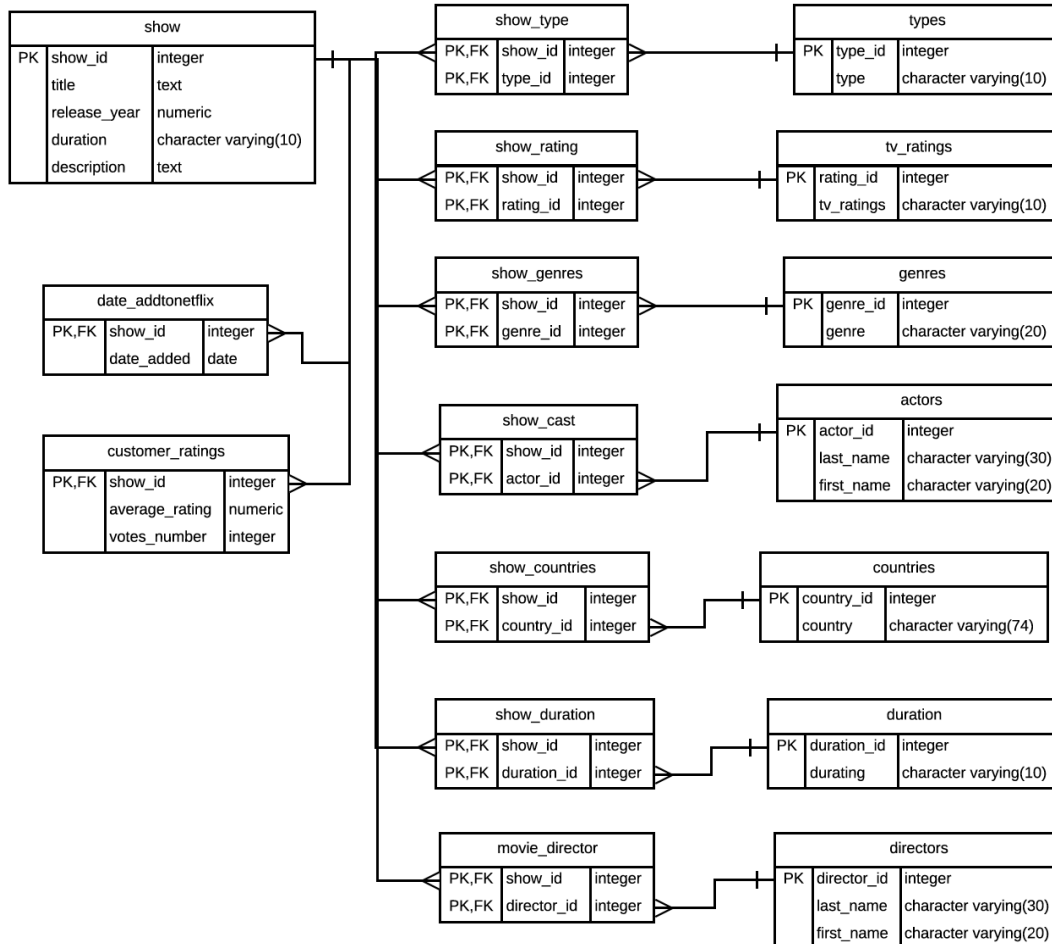 show
PK show_id integer
title text
release_year numeric
duration character varying(10)
description text
date_addtonetflix
PK,FK show_id integer
date_added date
customer_ratings
PK,FK show_id integer
average_rating numeric
votes_number integer
show_type
PK,FK show_id integer
PK,FK type_id integer
types
PK type_id integer
type character varying(10)
show_rating
PK,FK show_id integer
PK,FK rating_id integer
tv_ratings
PK rating_id integer
tv_ratings character varying(10)
show_genres
PK,FK show_id integer
PK,FK genre_id integer
genres
PK genre_id integer
genre character varying(20)
show_cast
PK,FK show_id integer
PK,FK actor_id integer
actors
PK actor_id integer
last_name character varying(30)
first_name character varying(20)
show_countries
PK,FK show_id integer
PK,FK country_id integer
countries
PK country_id integer
country character varying(74)
show_duration
PK,FK show_id integer
PK,FK duration_id integer
duration
PK duration_id integer
durating character varying(10)
movie_director
PK,FK show_id integer
PK,FK director_id integer
directors
PK director_id integer
last_name character varying(30)
first_name character varying(20)